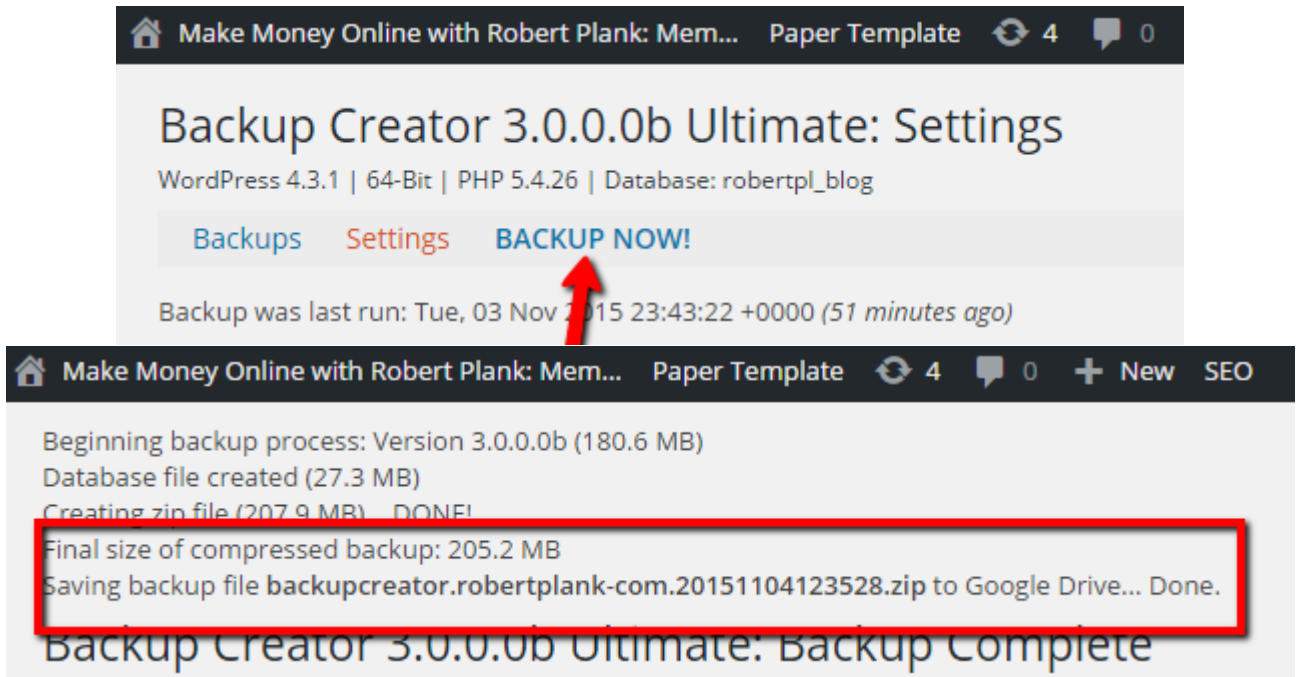 Make Money Online with Robert Plank: Mem... Paper Template 4 0
Backup Creator 3.0.0.0b Ultimate: Settings
WordPress 4.3.1 | 64-Bit | PHP 5.4.26 | Database: robertpl_blog
Backups Settings BACKUP NOW!
Backup was last run: Tue, 03 Nov 2015 23:43:22 +0000 (51 minutes ago)
Make Money Online with Robert Plank: Mem... Paper Template 4 0 + New SEO
Beginning backup process: Version 3.0.0.0b (180.6 MB)
Database file created (27.3 MB)
Creating zip file (207.9 MB)... DONE!
Final size of compressed backup: 205.2 MB
Saving backup file backupcreator.robertplank-com.20151104123528.zip to Google Drive... Done.
Backup Creator 3.0.0.0b Ultimate: Backup Complete